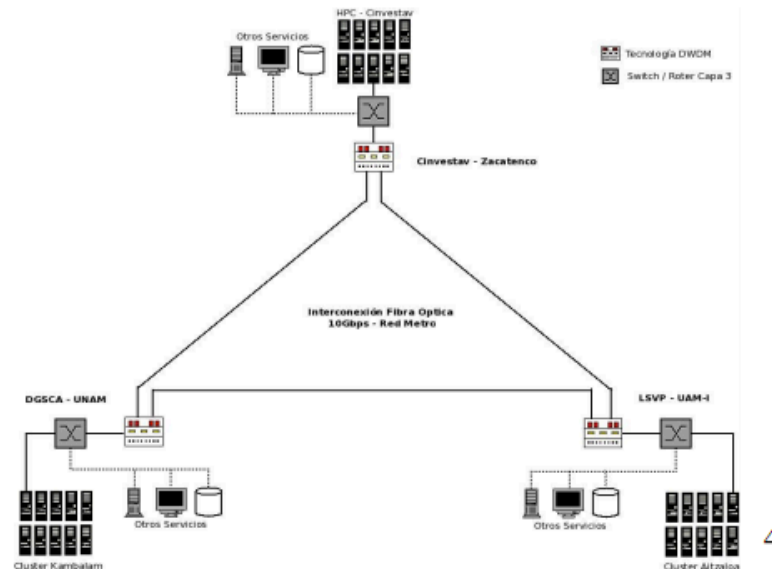 HPC - Cinvestav
Otros Servicios
Tecnología DWDM
Switch / Roter Capa 3
Cinvestav - Zacatenco
Interconexión Fibra Optica
10Gbps - Red Metro
DGSCA - UNAM
LSVP - UAM-I
Otros Servicios
Otros Servicios
Cluster Kambalam
Cluster Aitzaloa